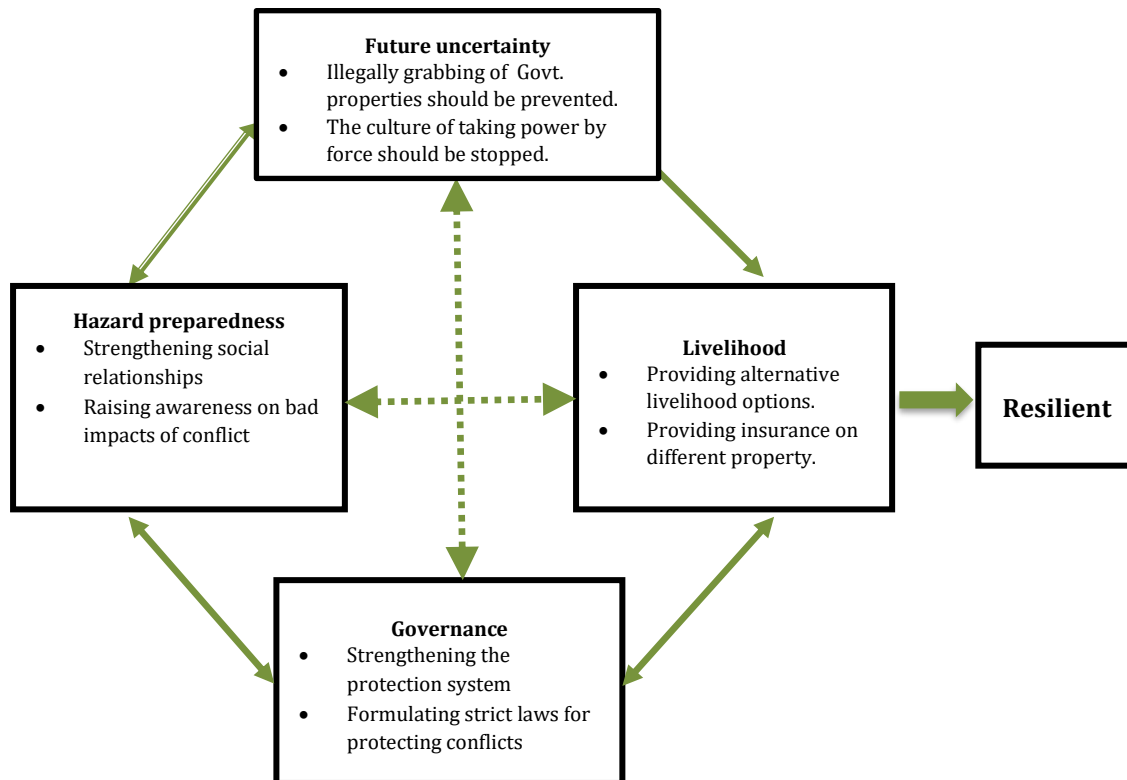 Future uncertainty
• Illegally grabbing of Govt.
properties should be prevented.
• The culture of taking power by
force should be stopped.
Hazard preparedness
• Strengthening social
relationships
• Raising awareness on bad
impacts of conflict
Livelihood
• Providing alternative
livelihood options.
• Providing insurance on
different property.
Resilient
Governance
• Strengthening the
protection system
• Formulating strict laws for
protecting conflicts